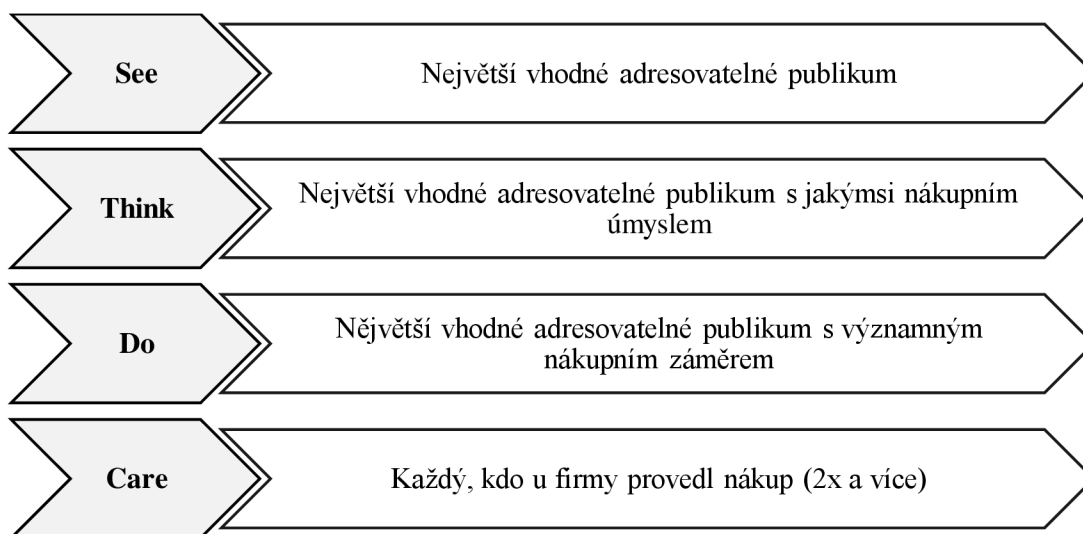 See
Největší vhodné adresovatelné publikum
Think
Největší vhodné adresovatelné publikum s jakýmsi nákupním
úmyslem
Do
Nějvětší vhodné adresovatelné publikum s významným
nákupním záměrem
Care
Každý, kdo u firmy provedl nákup (2x a více)